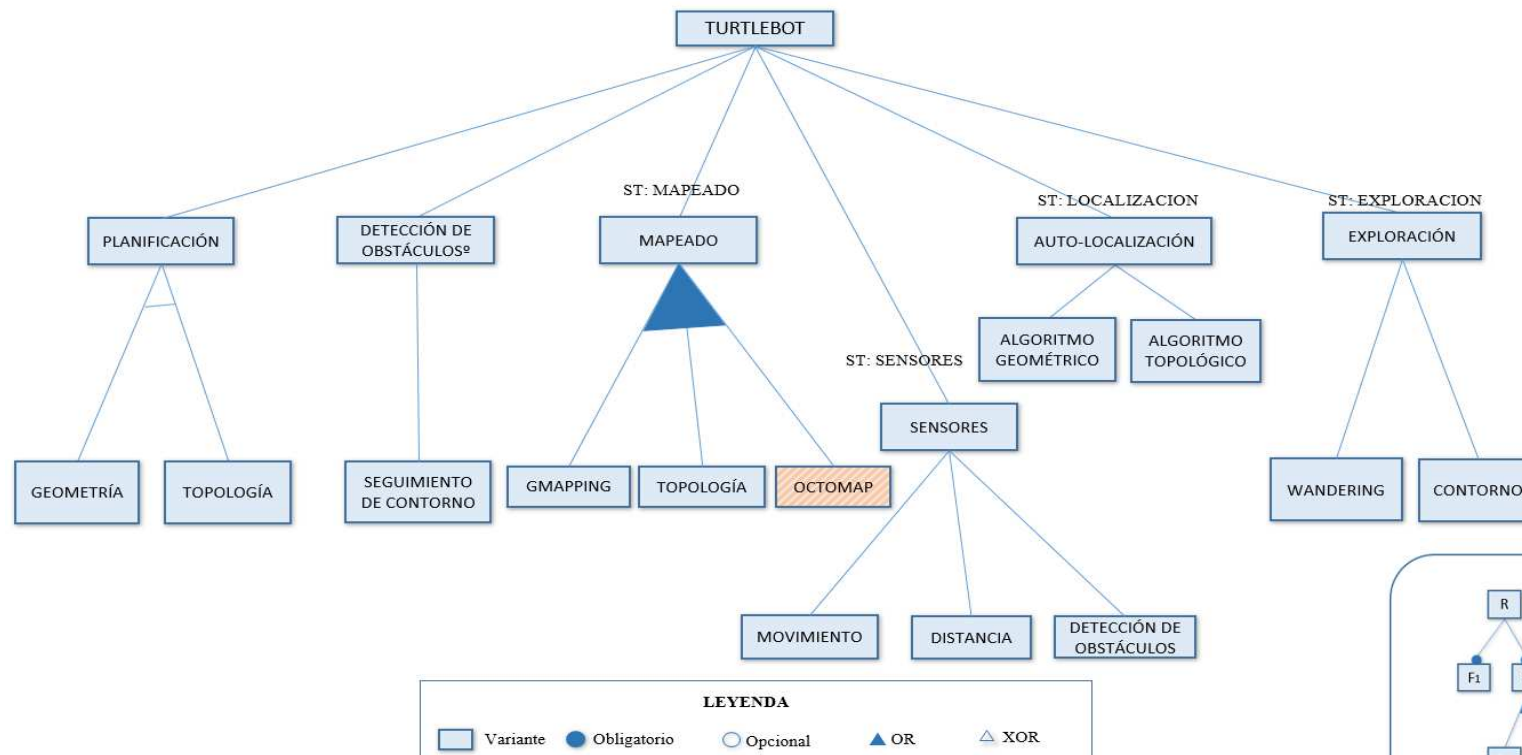 TURTLEBOT
ST: MAPEADO
ST: LOCALIZACION
ST: EXPLORACION
PLANIFICACIÓN
DETECCIÓN DE
OBSTÁCULOSº
MAPEADO
AUTO-LOCALIZACIÓN
EXPLORACIÓN
ALGORITMO
GEOMÉTRICO
ALGORITMO
TOPOLÓGICO
ST: SENSORES
SENSORES
GEOMETRÍA
TOPOLOGÍA
SEGUIMIENTO
DE CONTORNO
GMAPPING
TOPOLOGÍA
OCTOMAP
WANDERING
CONTORNO
MOVIMIENTO
DISTANCIA
DETECCIÓN DE
OBSTÁCULOS
R
F1
LEYENDA
Variante
Obligatorio
Opcional
OR
XOR